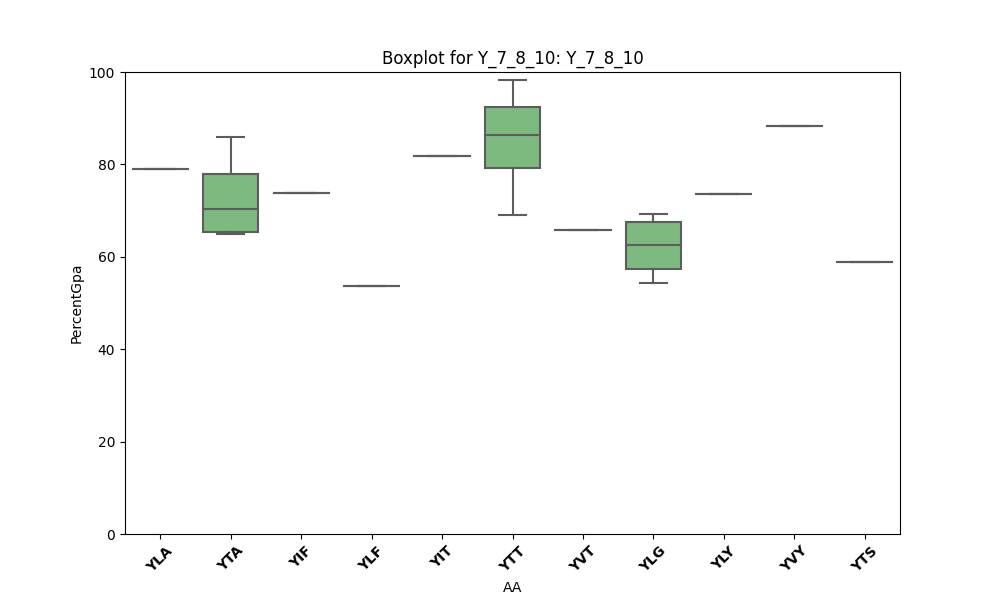 Boxplot for Y_7_8_10: Y_7_8_10
100
80
60
40
20
0
PercentGpa
YLA YTA YIF YLF YIT YTT YVT YLG YLY YVY YTS
AA